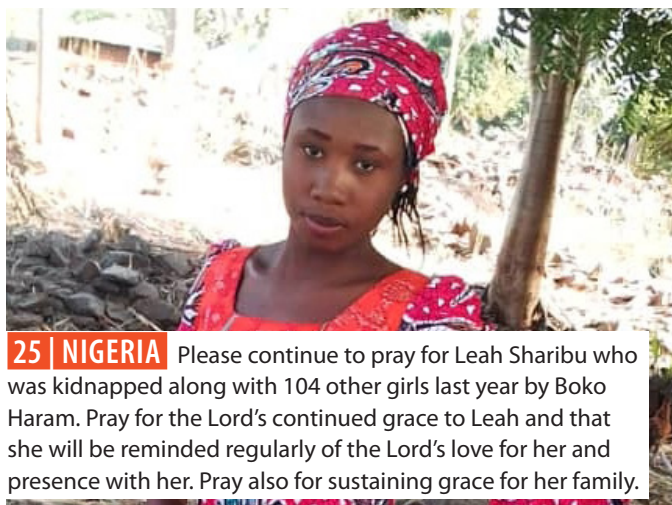 25 | NIGERIA Please continue to pray for Leah Sharibu who
was kidnapped along with 104 other girls last year by Boko
Haram. Pray for the Lord’s continued grace to Leah and that
she will be reminded regularly of the Lord’s love for her and
presence with her. Pray also for sustaining grace for her family.